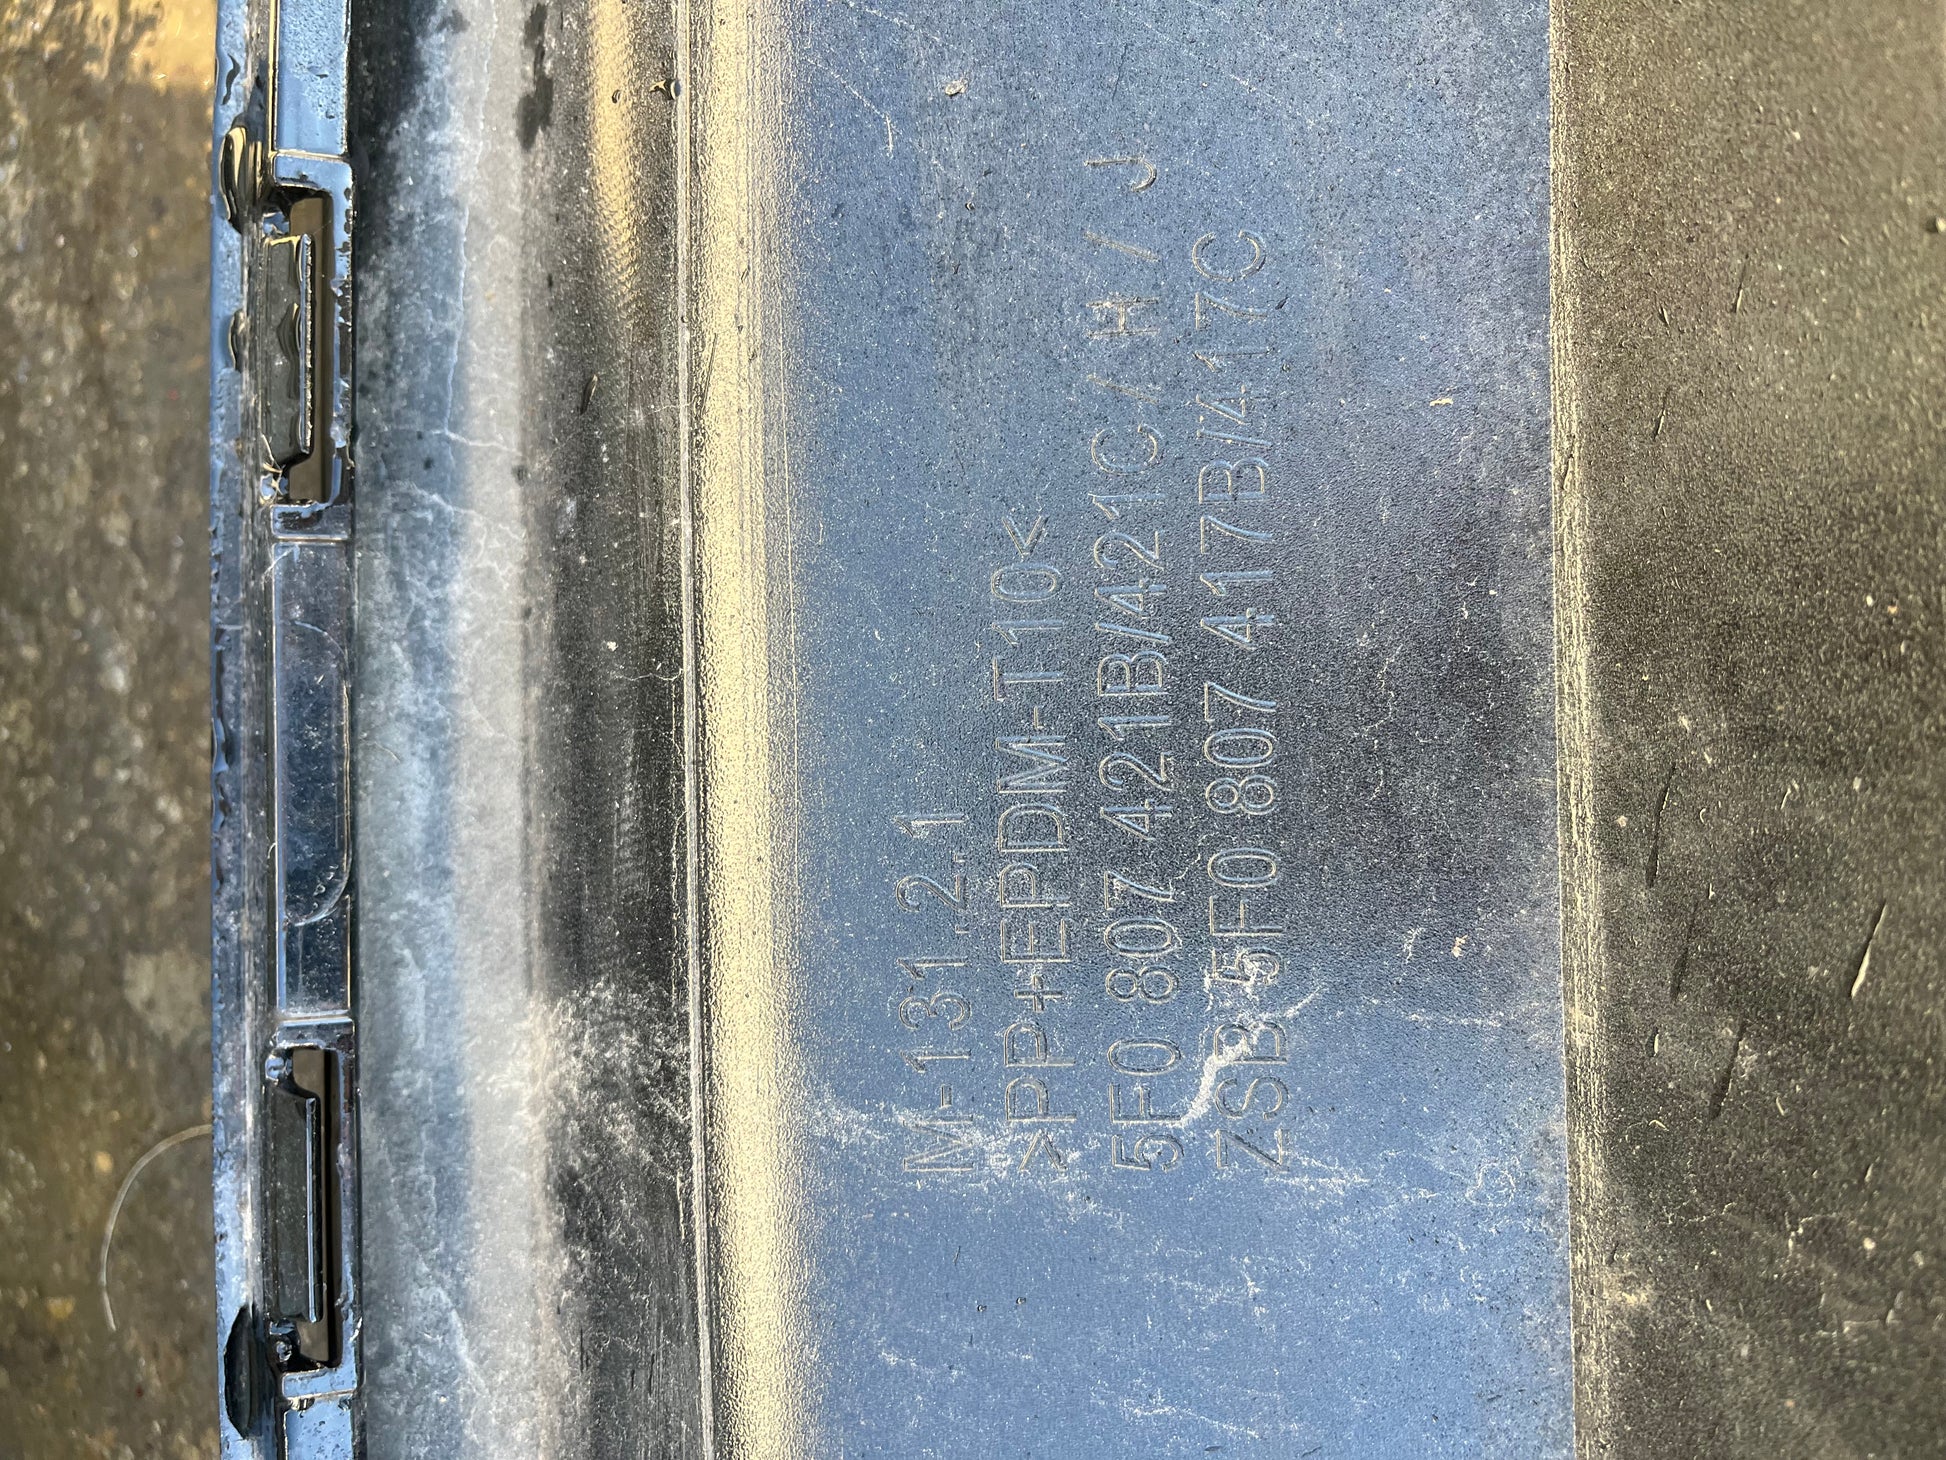 M-131.2.1
>PP+EPDM-T10<
5F0 807 421B/421C/ H / J
ZSB 5F0 807 417B/417C